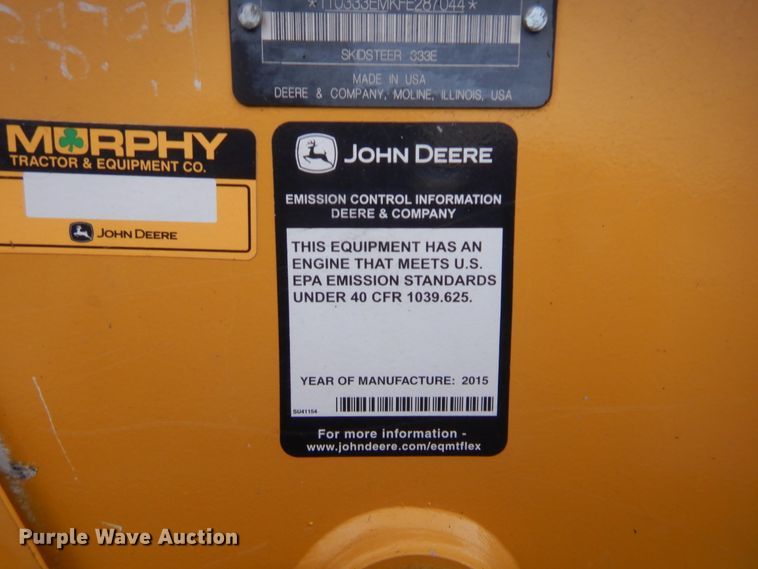 *1T0333EMKFE287044*
SKIDSTEER 333E
MADE IN USA
DEERE & COMPANY, MOLINE, ILLINOIS, USA
MURPHY
TRACTOR & EQUIPMENT CO.
JOHN DEERE
JOHN DEERE
EMISSION CONTROL INFORMATION
DEERE & COMPANY
THIS EQUIPMENT HAS AN
ENGINE THAT MEETS U.S.
EPA EMISSION STANDARDS
UNDER 40 CFR 1039.625.
YEAR OF MANUFACTURE: 2015
SU41154
For more information -
www.johndeere.com/eqmtflex
Purple Wave Auction